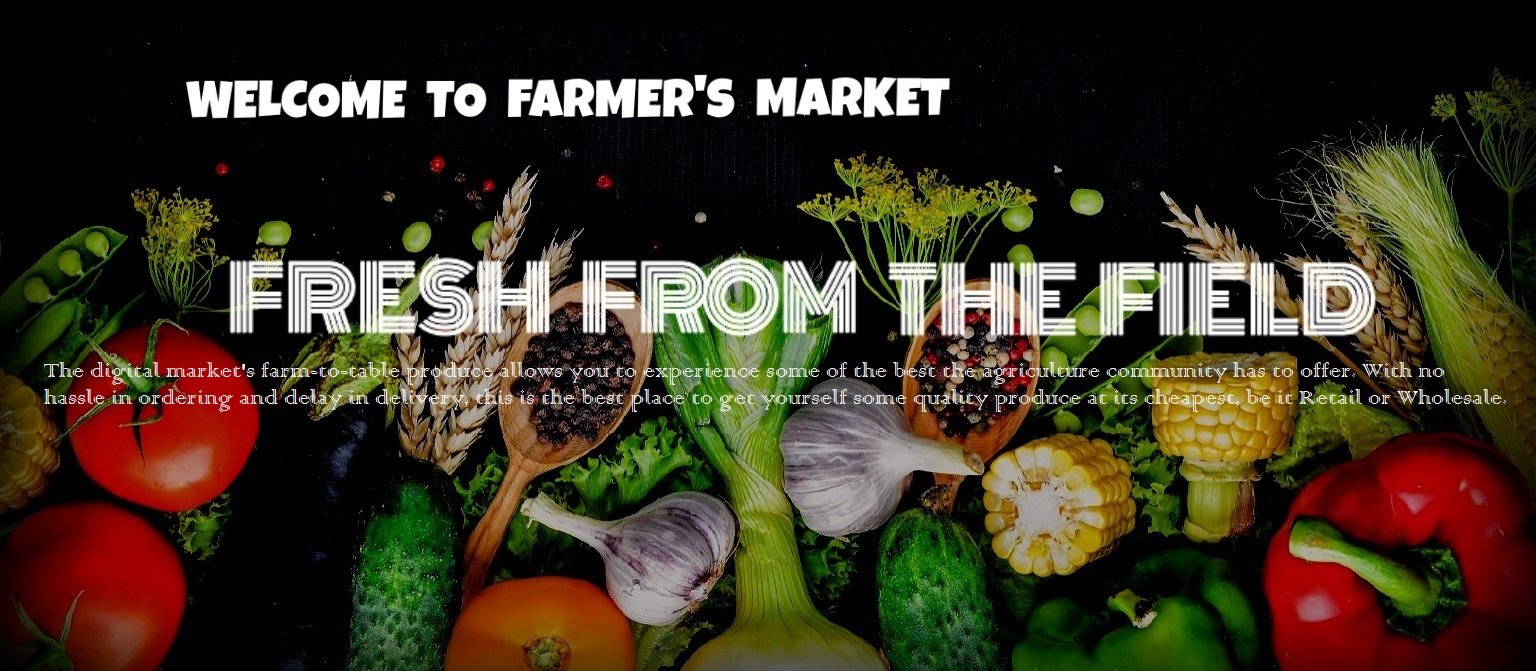 WELCOME TO FARMER'S MARKET
FRESH FROM THE FIELD
The digital market's farm-to-table produce allows you to experience some of the best the agriculture community has to offer. With no
hassle in ordering and delay in delivery, this is the best place to get yourself some quality produce at its cheapest, be it Retail or Wholesale.